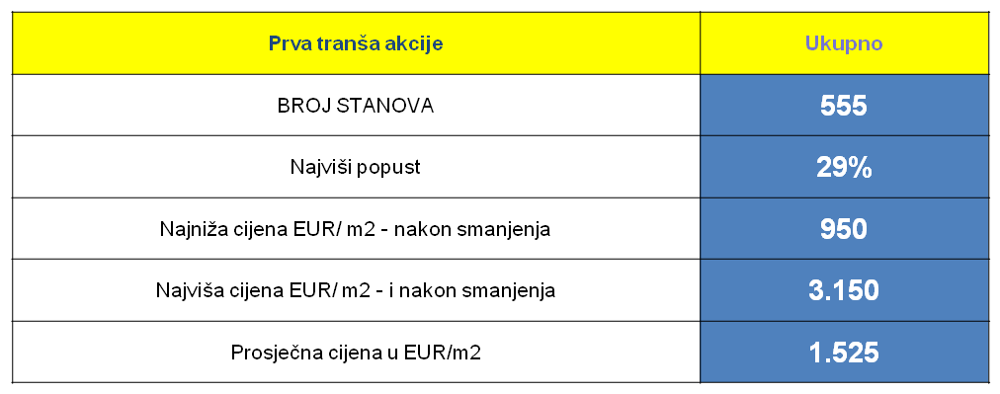 Prva tranša akcije Ukupno
BROJ STANOVA 555
Najviši popust 29%
Najniža cijena EUR/ m2 - nakon smanjenja 950
Najviša cijena EUR/ m2 - i nakon smanjenja 3.150
Prosječna cijena u EUR/m2 1.525